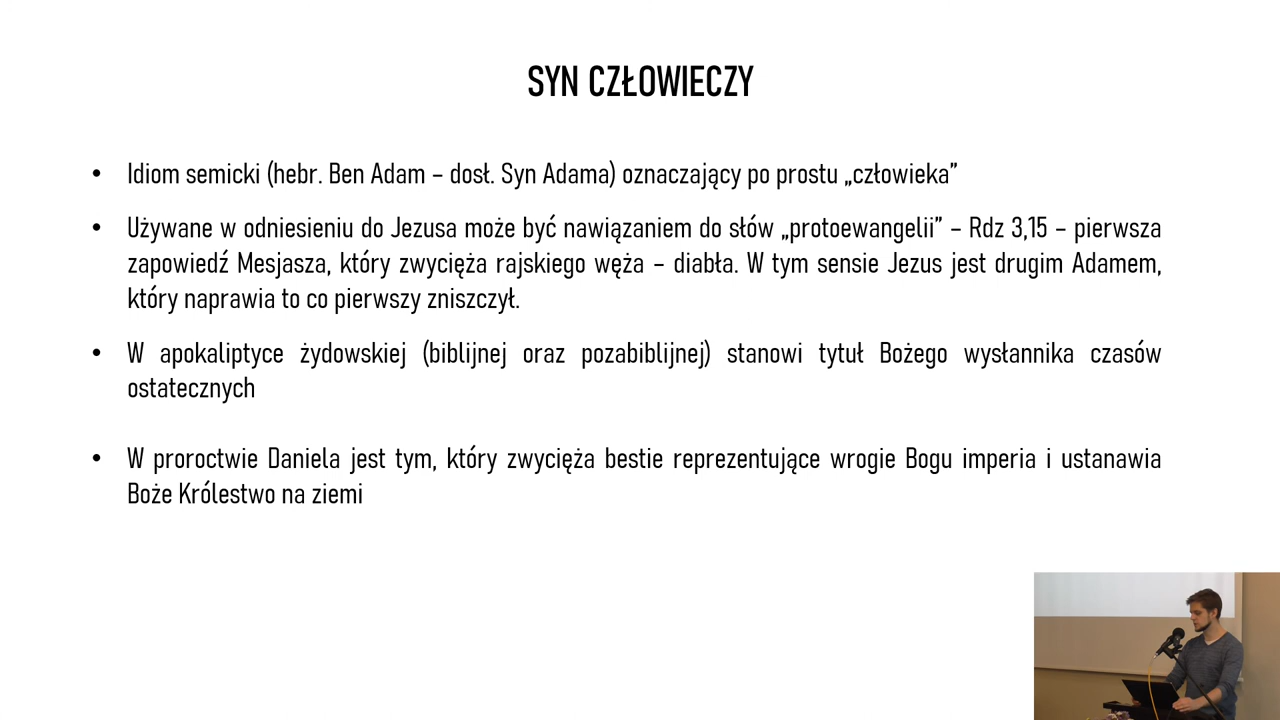 SYN CZŁOWIECZY
• Idiom semicki (hebr. Ben Adam – dosł. Syn Adama) oznaczający po prostu „człowieka”
• Używane w odniesieniu do Jezusa może być nawiązaniem do słów „protoewangelii” – Rdz 3,15 – pierwsza
zapowiedź Mesjasza, który zwycięża rajskiego węża – diabła. W tym sensie Jezus jest drugim Adamem,
który naprawia to co pierwszy zniszczył.
• W apokaliptyce żydowskiej (biblijnej oraz pozabiblijnej) stanowi tytuł Bożego wysłannika czasów
ostatecznych
• W proroctwie Daniela jest tym, który zwycięża bestie reprezentujące wrogie Bogu imperia i ustanawia
Boże Królestwo na ziemi